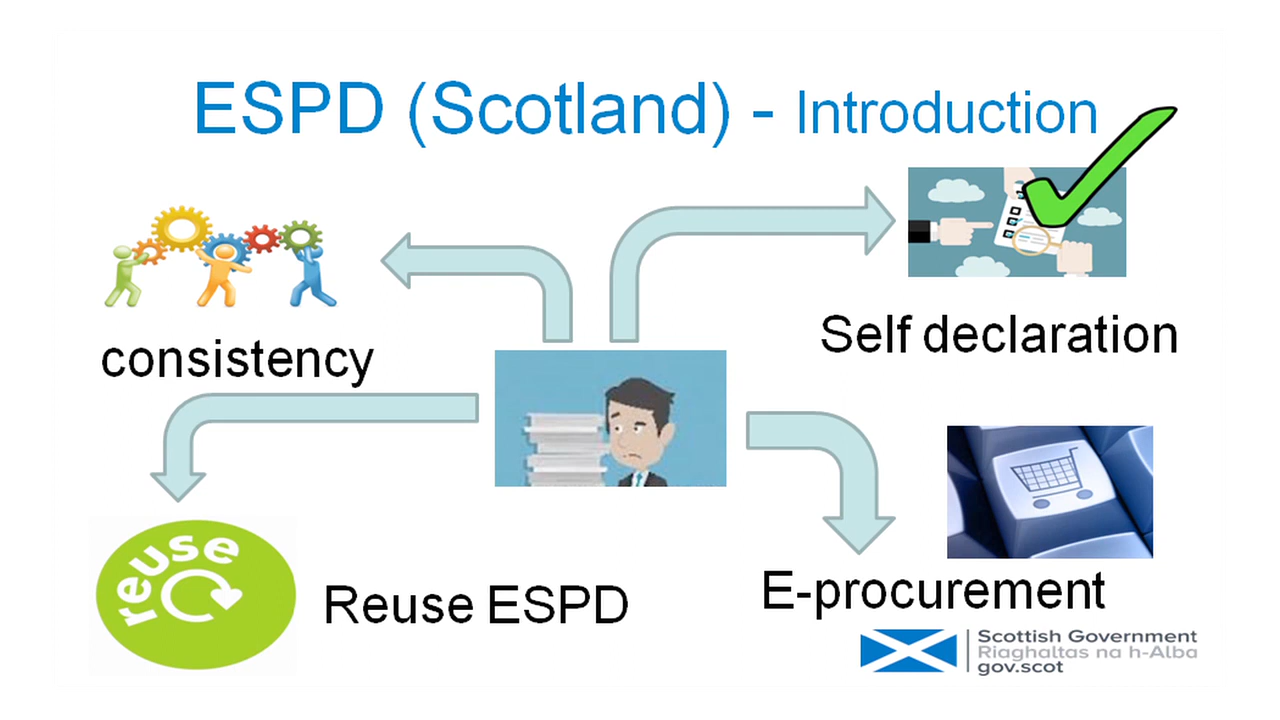 ESPD (Scotland) - Introduction
consistency
Self declaration
reuse
Reuse ESPD
E-procurement
Scottish Government
Riaghaltas na h-Alba
gov.scot